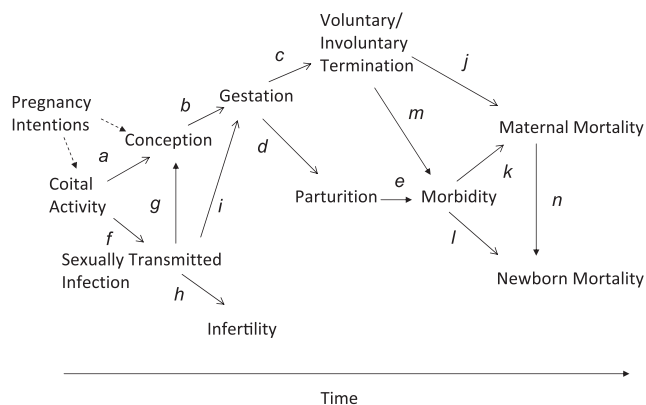 Voluntary/
Involuntary
Termination
c
j
Gestation
Pregnancy
Intentions
b
m
Conception
Maternal Mortality
a
d
k
Coital
Activity
e
Parturition
Morbidity
n
g
i
f
l
Sexually Transmitted
Infection
Newborn Mortality
h
Infertility
Time